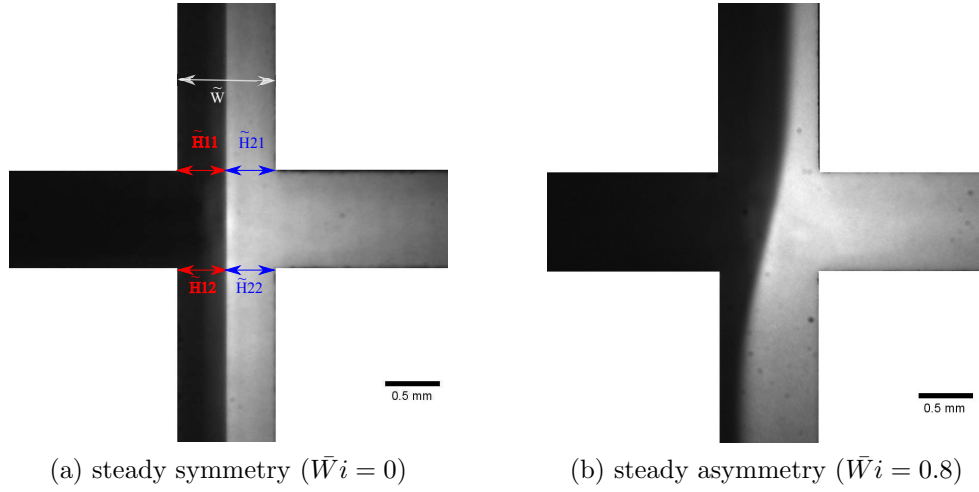 W̃
H̃11 H̃21
H̃12 H̃22
0.5 mm 0.5 mm
(a) steady symmetry (W̄i = 0) (b) steady asymmetry (W̄i = 0.8)